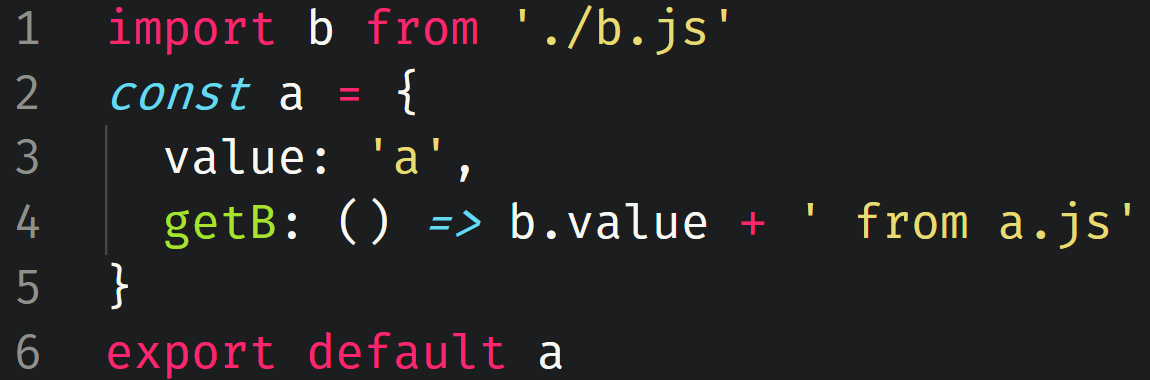 1 import b from './b.js'
2 const a = {
3   value: 'a',
4   getB: () => b.value + ' from a.js'
5 }
6 export default a